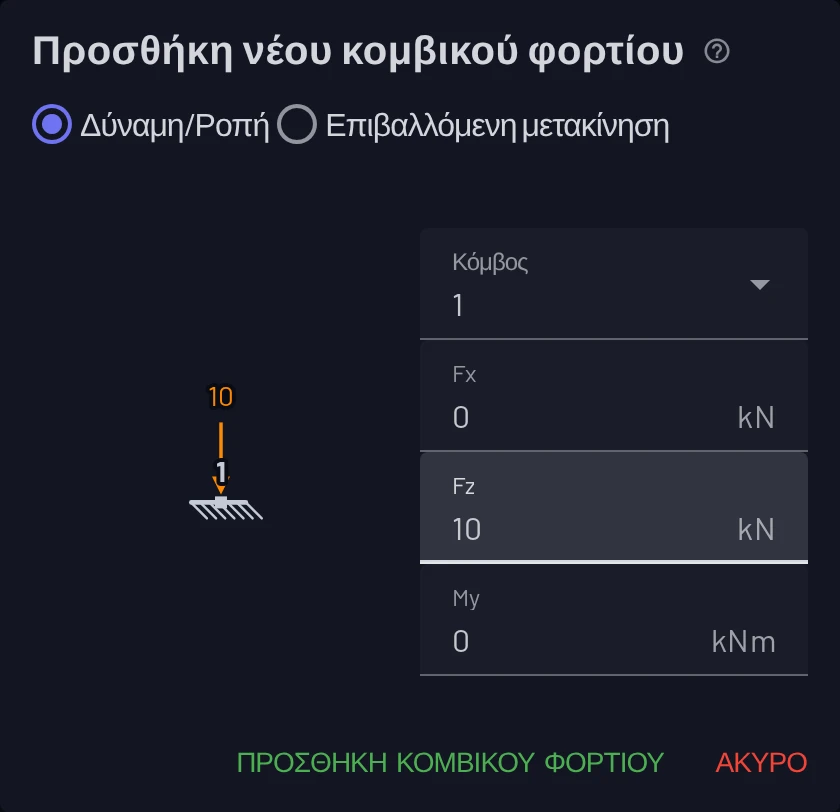 Προσθήκη νέου κομβικού φορτίου
Δύναμη/Ροπή Επιβαλλόμενη μετακίνηση
Κόμβος
1
Fx
0 kN
10
1
Fz
10 kN
My
0 kNm
ΠΡΟΣΘΗΚΗ ΚΟΜΒΙΚΟΥ ΦΟΡΤΙΟΥ ΑΚΥΡΟ